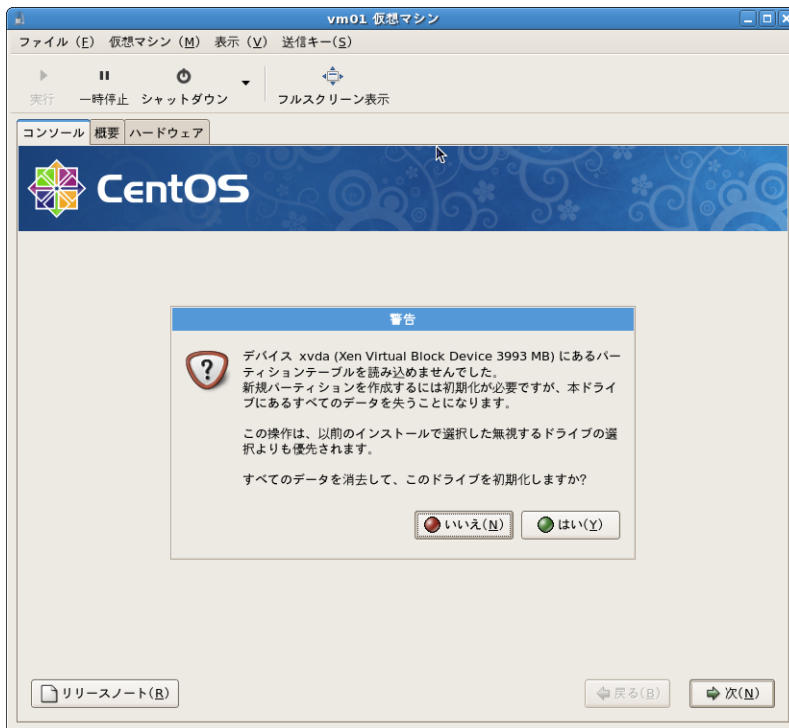 vm01 仮想マシン
ファイル (F) 仮想マシン (M) 表示 (V) 送信キー(S)
実行 一時停止 シャットダウン フルスクリーン表示
コンソール 概要 ハードウェア
CentOS
警告
デバイス xvda (Xen Virtual Block Device 3993 MB) にあるパー
ティションテーブルを読み込めませんでした。
新規パーティションを作成するには初期化が必要ですが、本ドライ
ブにあるすべてのデータを失うことになります。
この操作は、以前のインストールで選択した無視するドライブの選
択よりも優先されます。
すべてのデータを消去して、このドライブを初期化しますか?
いいえ(N) はい(Y)
リリースノート(R) 戻る(B) 次(N)